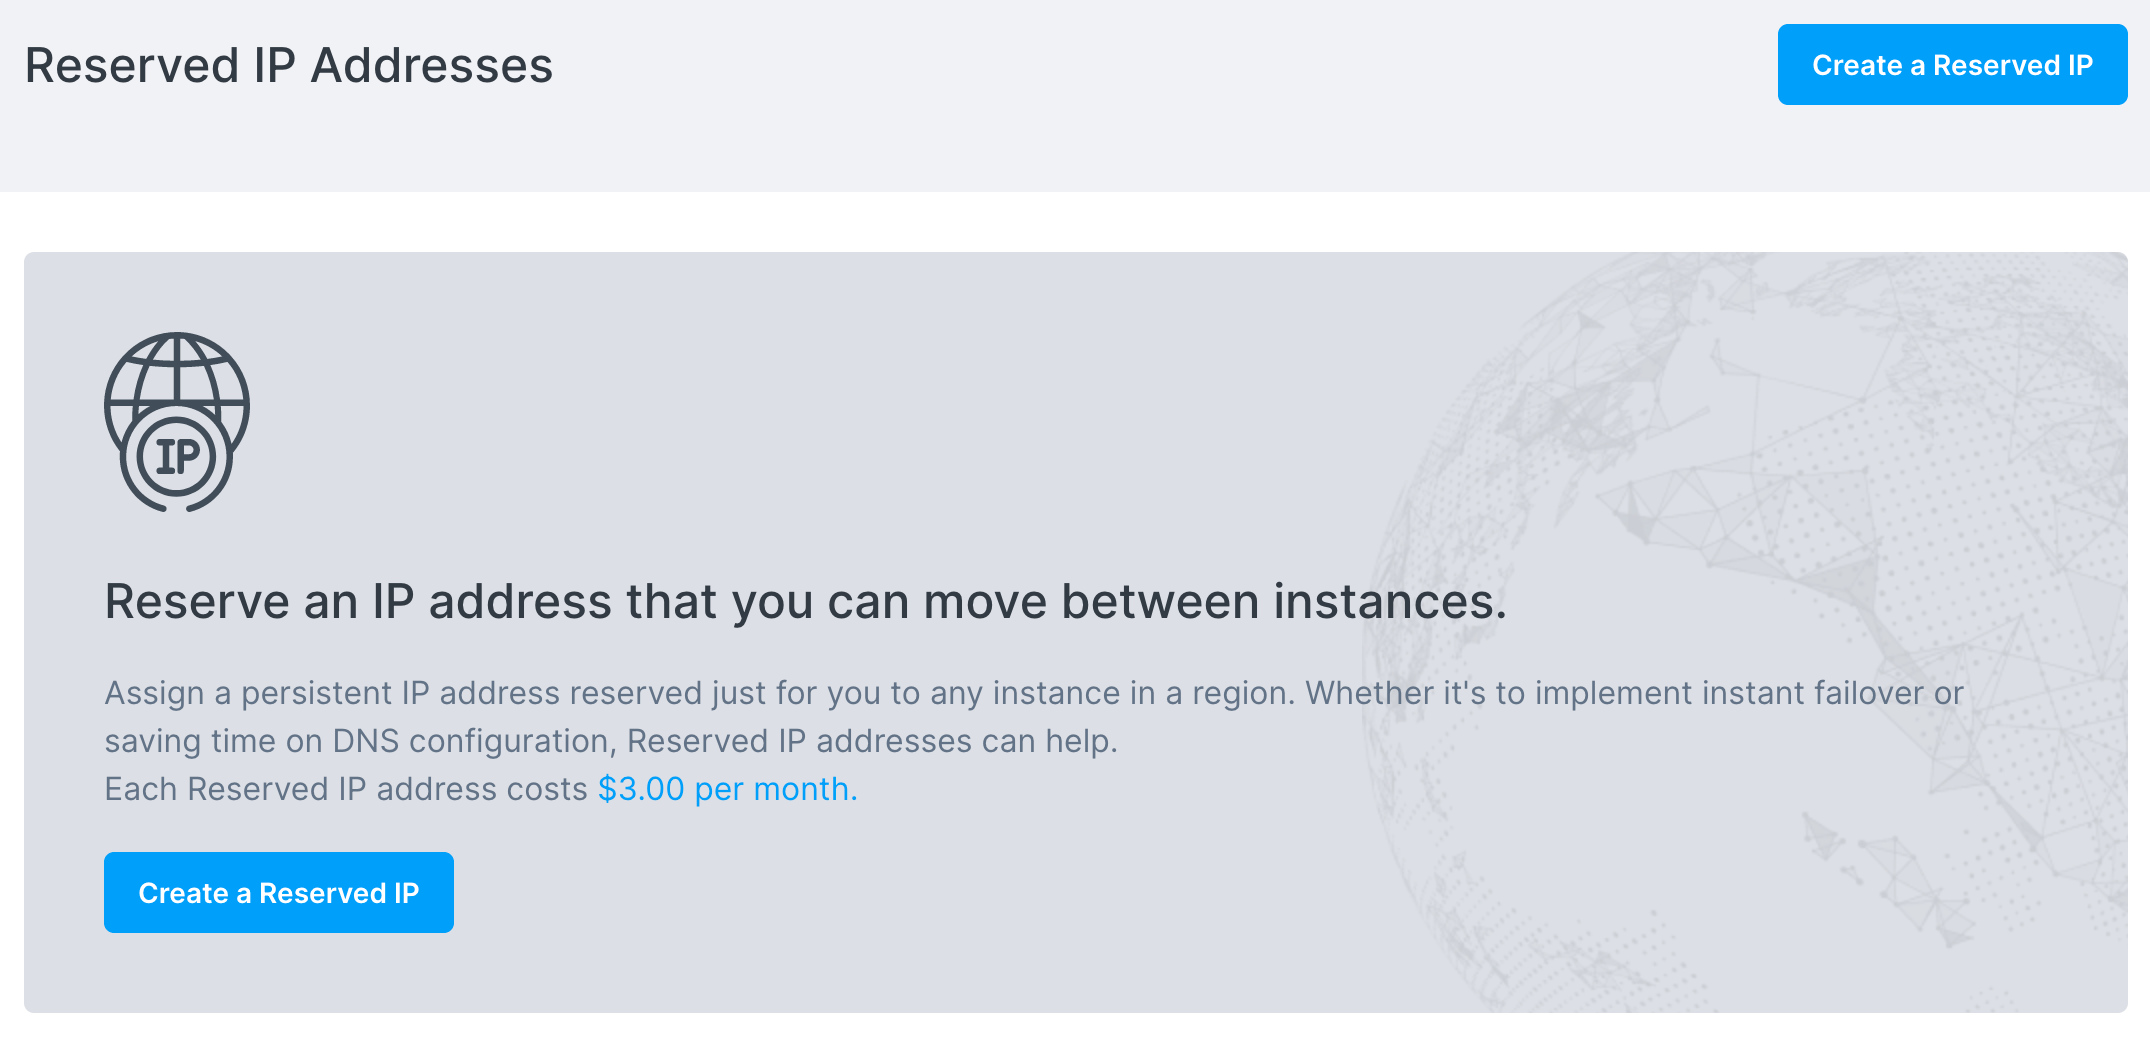 Reserved IP Addresses
Create a Reserved IP
IP
Reserve an IP address that you can move between instances.
Assign a persistent IP address reserved just for you to any instance in a region. Whether it's to implement instant failover or
saving time on DNS configuration, Reserved IP addresses can help.
Each Reserved IP address costs $3.00 per month.
Create a Reserved IP